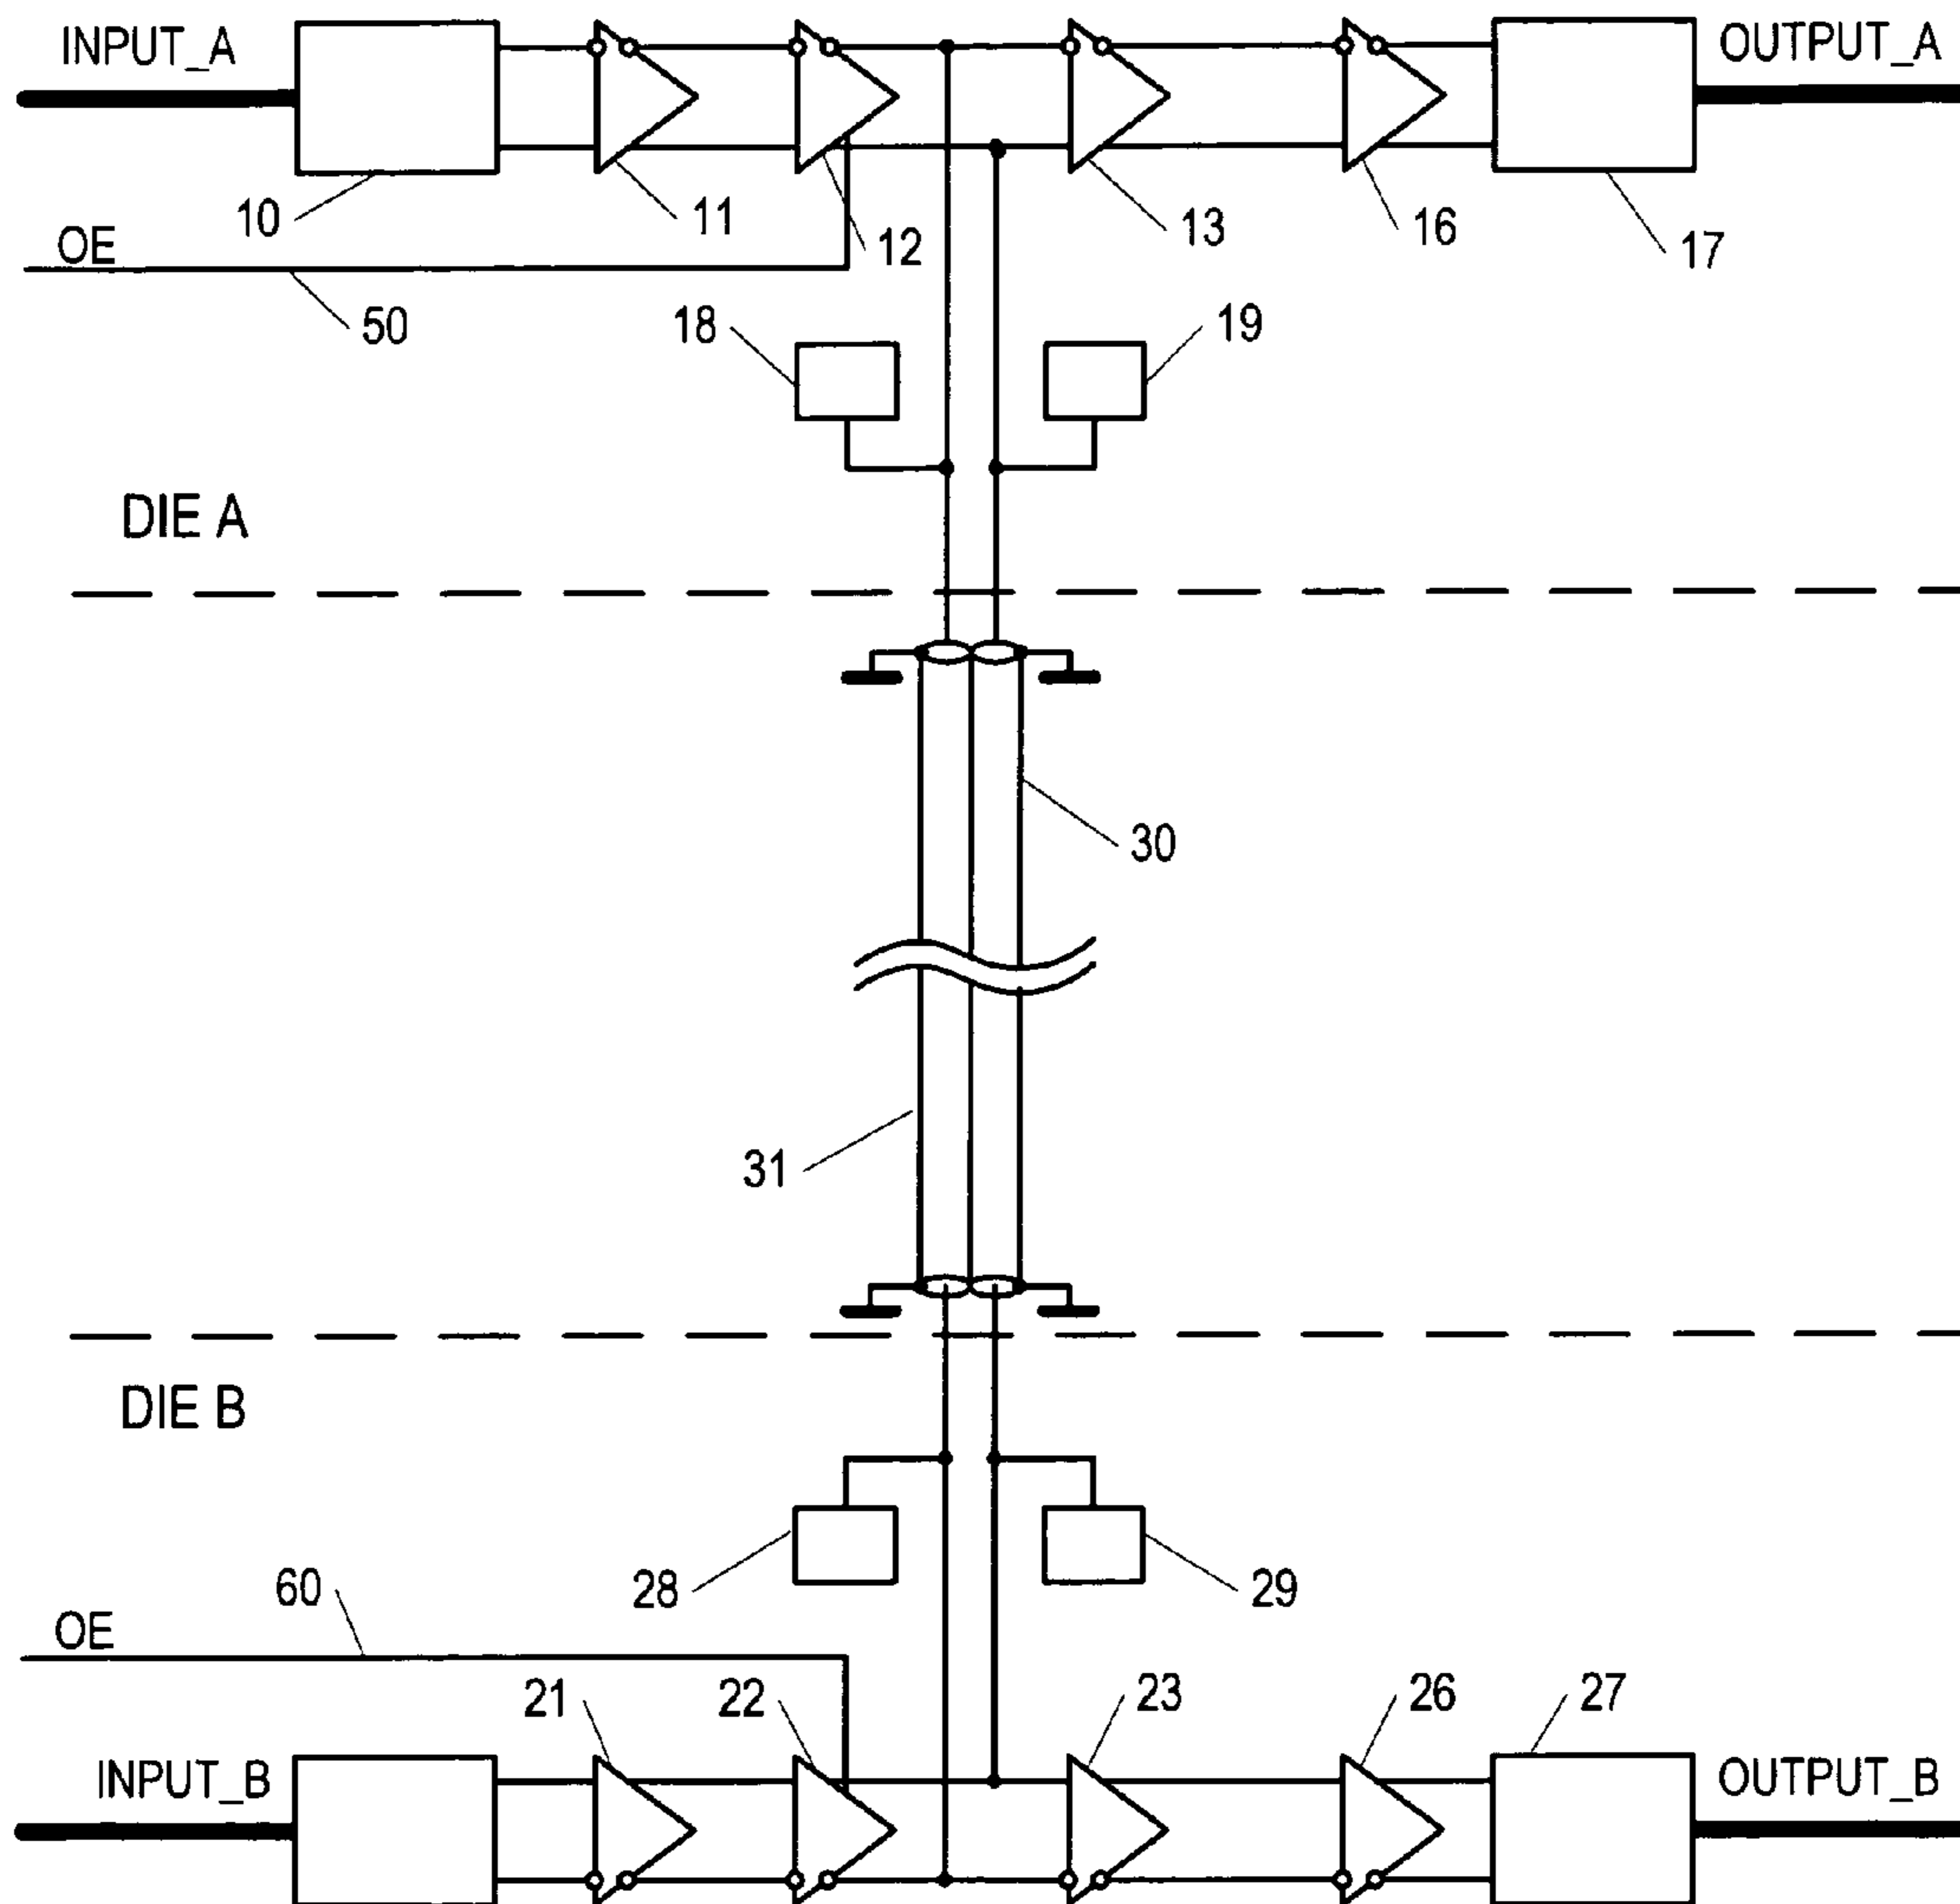 INPUT_A
OUTPUT_A
10
11
12
13
16
17
OE
50
18
19
DIE A
30
31
DIE B
28
29
60
OE
21
22
23
26
27
INPUT_B
OUTPUT_B